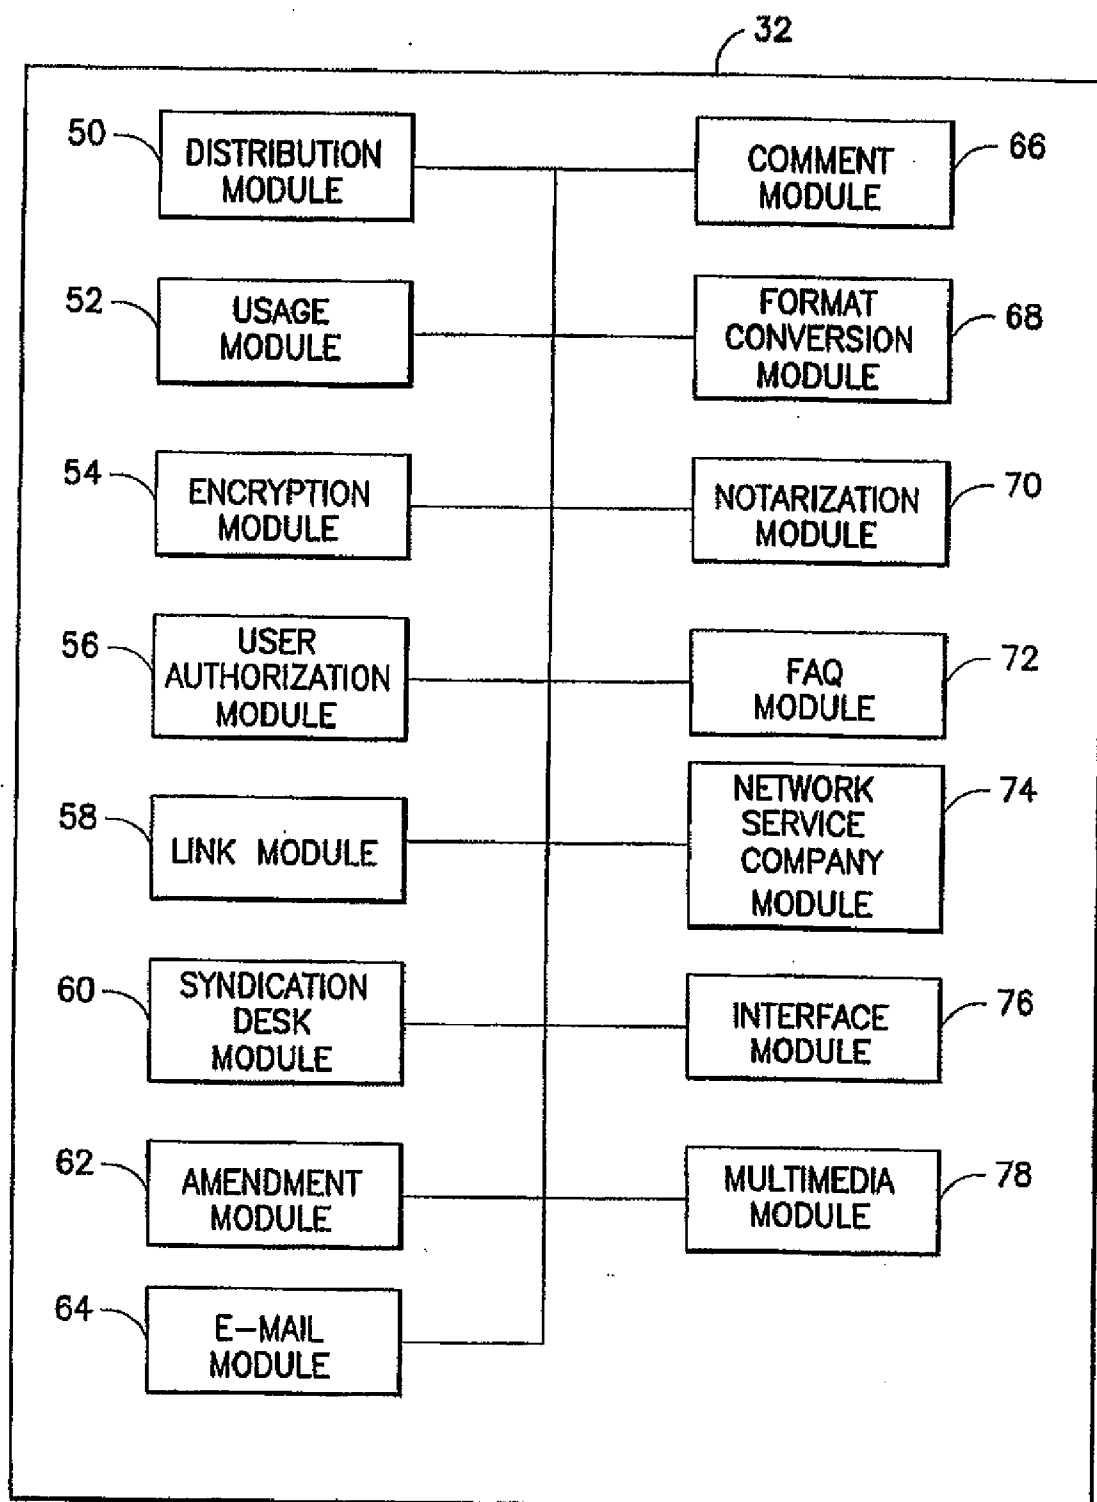 32
50
DISTRIBUTION
MODULE
COMMENT
MODULE
66
52
USAGE
MODULE
FORMAT
CONVERSION
MODULE
68
54
ENCRYPTION
MODULE
NOTARIZATION
MODULE
70
56
USER
AUTHORIZATION
MODULE
FAQ
MODULE
72
58
LINK MODULE
NETWORK
SERVICE
COMPANY
MODULE
74
60
SYNDICATION
DESK
MODULE
INTERFACE
MODULE
76
62
AMENDMENT
MODULE
MULTIMEDIA
MODULE
78
64
E-MAIL
MODULE